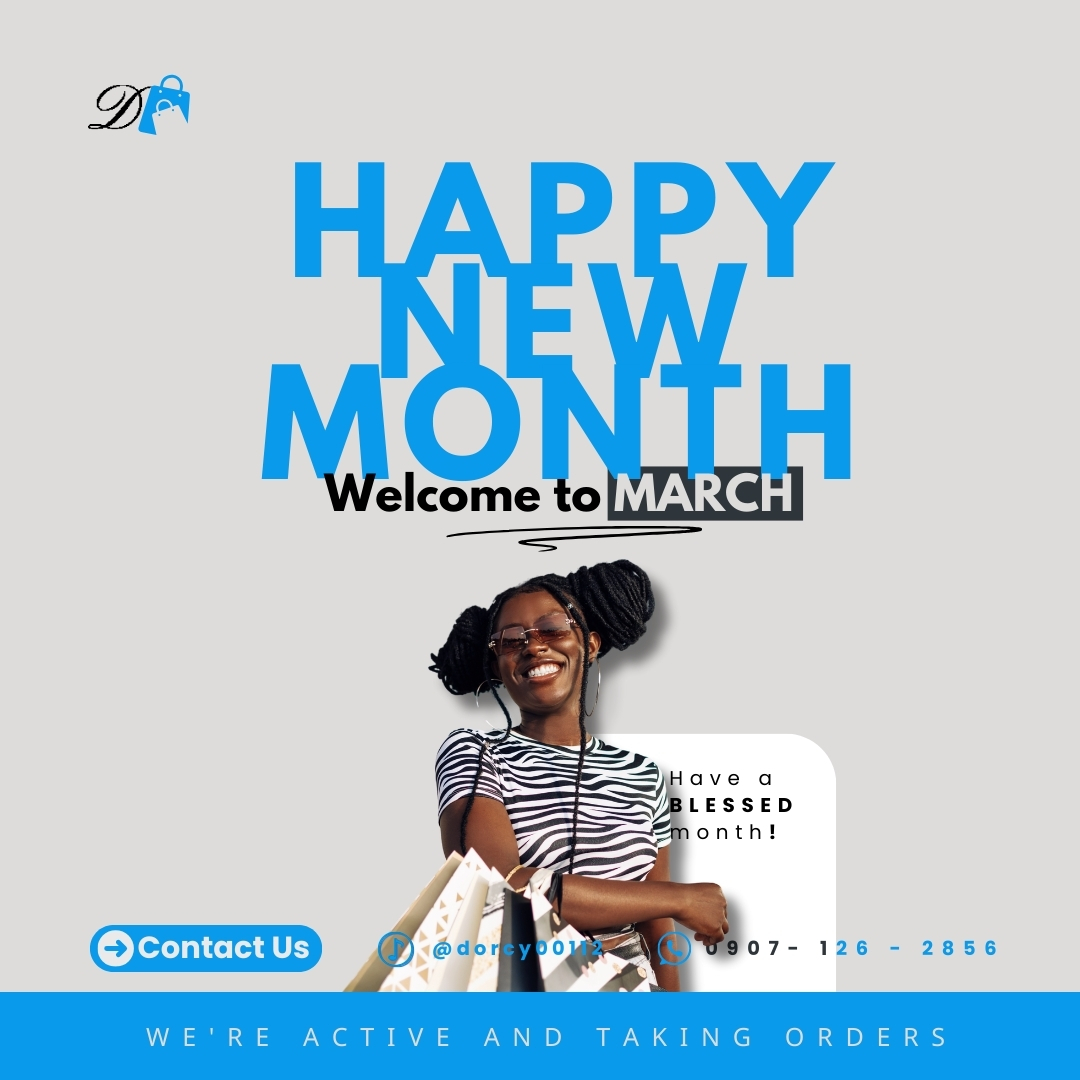 D
HAPPY
NEW
MONTH
Welcome to MARCH
Have a
BLESSED
month!
Contact Us
@dorcy00112
0907- 126 - 2856
WE'RE ACTIVE AND TAKING ORDERS